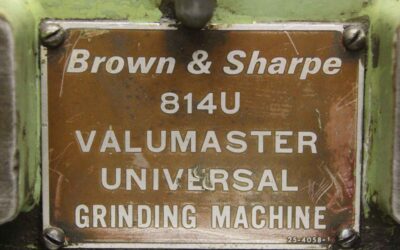 Brown & Sharpe
814U
VALUMASTER
UNIVERSAL
GRINDING MACHINE